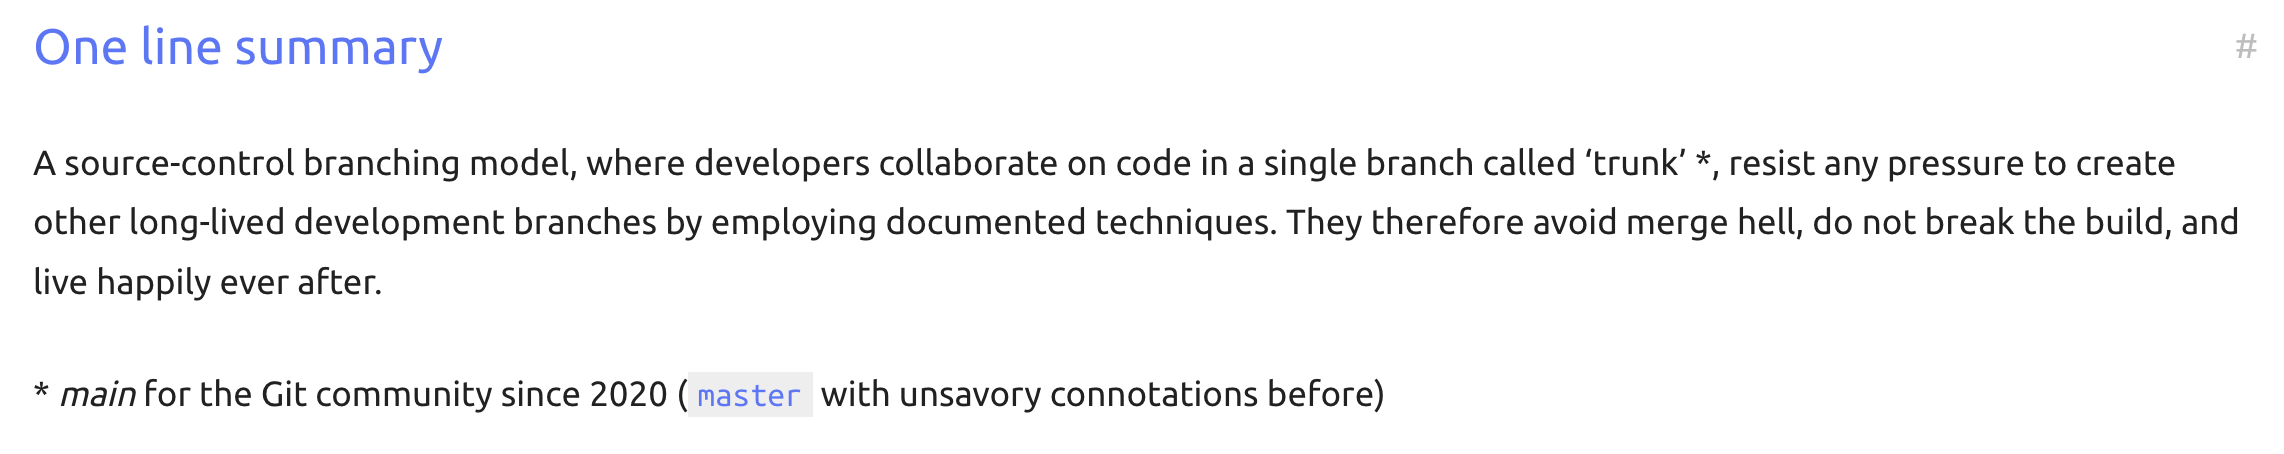 One line summary
#
A source-control branching model, where developers collaborate on code in a single branch called ‘trunk’ *, resist any pressure to create
other long-lived development branches by employing documented techniques. They therefore avoid merge hell, do not break the build, and
live happily ever after.
* main for the Git community since 2020 (master with unsavory connotations before)